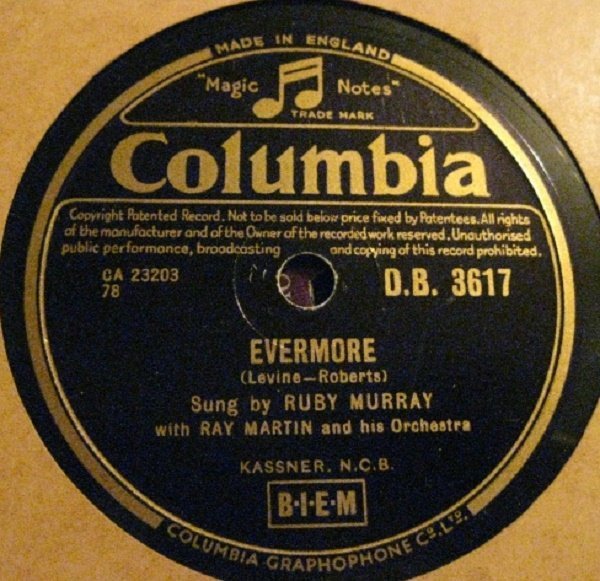 MADE IN ENGLAND
"Magic Notes"
TRADE MARK
Columbia
Copyright Patented Record. Not to be sold below price fixed by Patentees. All rights
of the manufacturer and of the Owner of the recorded work reserved. Unauthorised
public performance, broadcasting and copying of this record prohibited.
CA 23203
78
D.B. 3617
EVERMORE
(Levine—Roberts)
Sung by RUBY MURRAY
with RAY MARTIN and his Orchestra
KASSNER. N.C.B.
B·I·E·M
COLUMBIA GRAPHOPHONE CO. LTD.